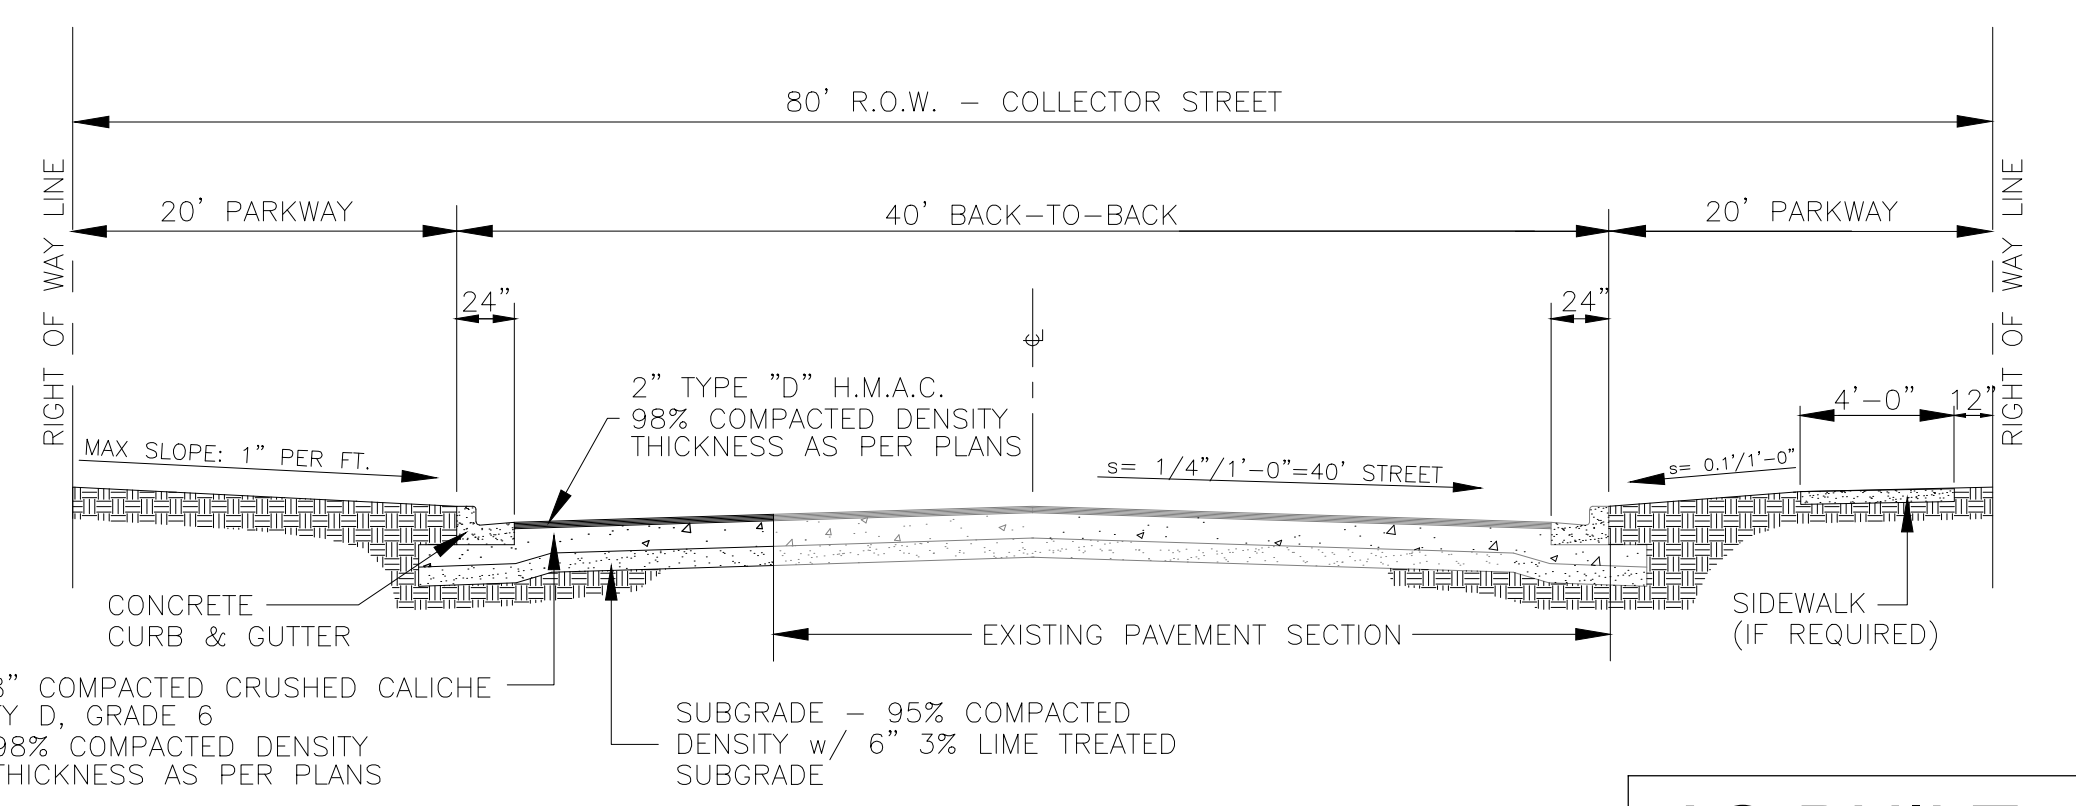 80' R.O.W. – COLLECTOR STREET
RIGHT OF WAY LINE
20' PARKWAY
40' BACK–TO–BACK
20' PARKWAY
RIGHT OF WAY LINE
24"
24"
℄
2" TYPE "D" H.M.A.C.
98% COMPACTED DENSITY
THICKNESS AS PER PLANS
4'–0"
12"
MAX SLOPE: 1" PER FT.
s= 1/4"/1'–0"=40' STREET
s= 0.1'/1'–0"
CONCRETE
CURB & GUTTER
EXISTING PAVEMENT SECTION
SIDEWALK
(IF REQUIRED)
COMPACTED CRUSHED CALICHE
D, GRADE 6
98% COMPACTED DENSITY
THICKNESS AS PER PLANS
SUBGRADE – 95% COMPACTED
DENSITY w/ 6" 3% LIME TREATED
SUBGRADE